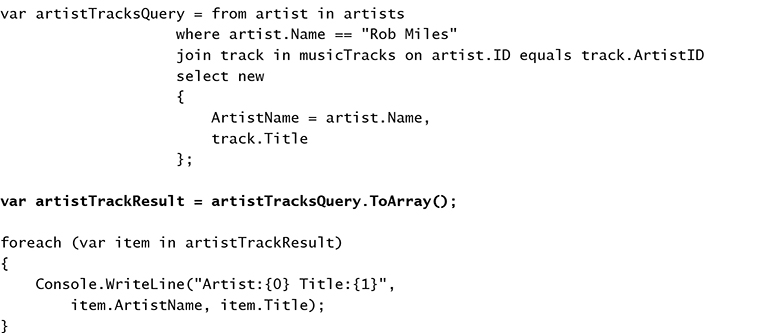 var artistTracksQuery = from artist in artists
where artist.Name == "Rob Miles"
join track in musicTracks on artist.ID equals track.ArtistID
select new
{
ArtistName = artist.Name,
track.Title
};
var artistTrackResult = artistTracksQuery.ToArray();
foreach (var item in artistTrackResult)
{
Console.WriteLine("Artist:{0} Title:{1}",
item.ArtistName, item.Title);
}